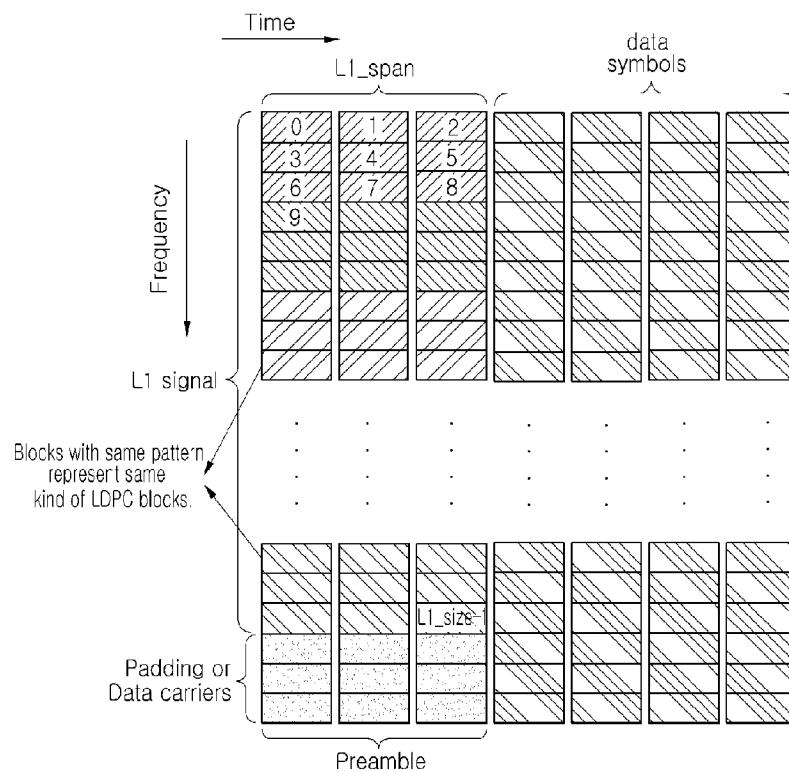 Time
L1_span
data
symbols
0 1 2
3 4 5
6 7 8
9
Frequency
L1 signal
Blocks with same pattern
represent same
kind of LDPC blocks.
L1_size-1
Padding or
Data carriers
Preamble